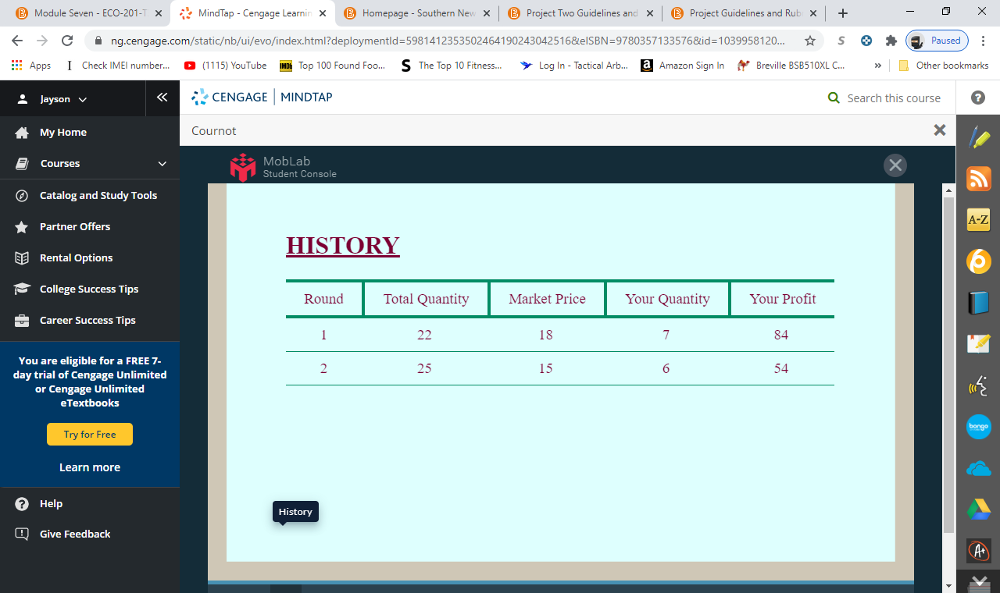 Module Seven - ECO-201-T
MindTap - Cengage Learnin
Homepage - Southern New
Project Two Guidelines and
Project Guidelines and Rub
ng.cengage.com/static/nb/ui/evo/index.html?deploymentId=59814123535024641902430425​16&eISBN=9780357133576&id=1039958120...
S
Paused
Apps
I Check IMEI number...
(1115) YouTube
IMDb Top 100 Found Foo...
S The Top 10 Fitness...
Log In - Tactical Arb...
a Amazon Sign In
Breville BSB510XL C...
»
Other bookmarks
Jayson
CENGAGE | MINDTAP
Search this course
My Home
Courses
Catalog and Study Tools
Partner Offers
Rental Options
College Success Tips
Career Success Tips
You are eligible for a FREE 7-
day trial of Cengage Unlimited
or Cengage Unlimited
eTextbooks
Try for Free
Learn more
Help
Give Feedback
Cournot
MobLab
Student Console
HISTORY
Round Total Quantity Market Price Your Quantity Your Profit
1 22 18 7 84
2 25 15 6 54
History
A-Z
bongo
A+